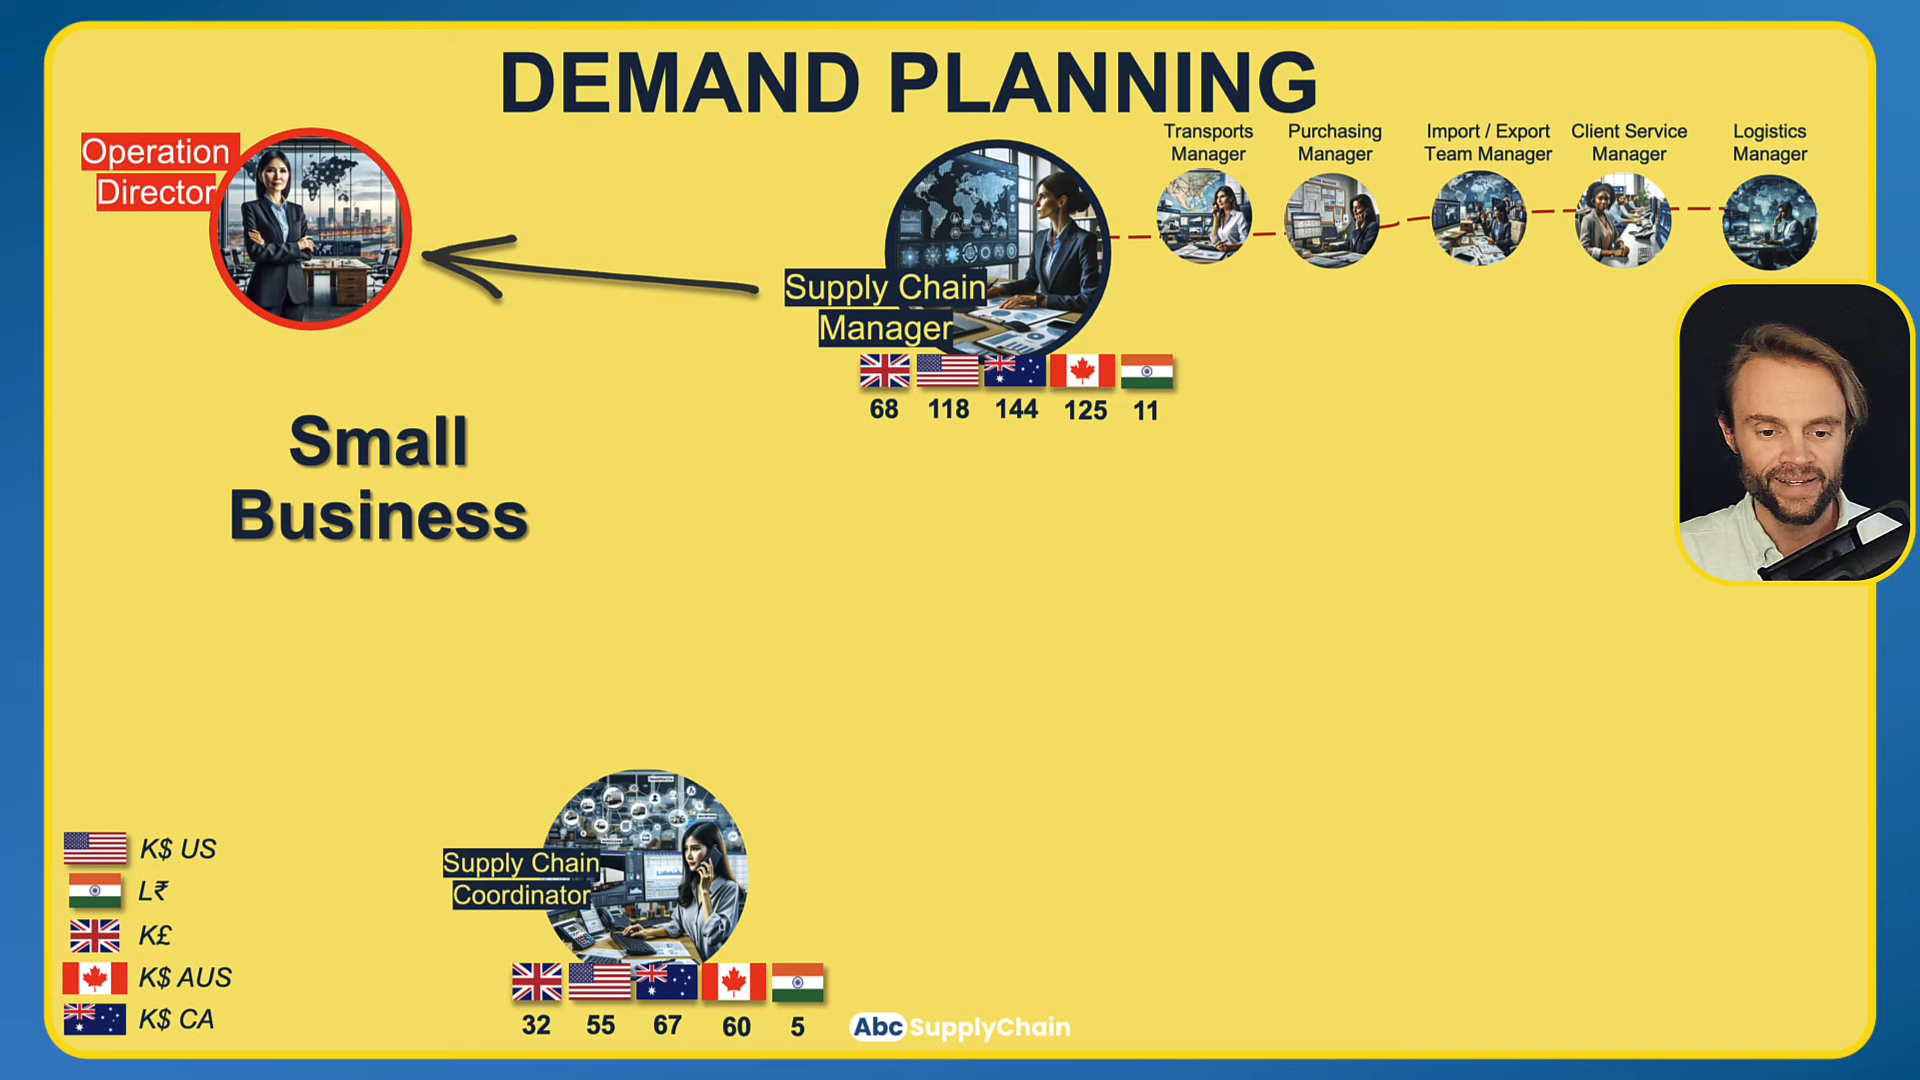 DEMAND PLANNING
Operation
Director
Transports
Manager
Purchasing
Manager
Import / Export
Team Manager
Client Service
Manager
Logistics
Manager
Supply Chain
Manager
68 118 144 125 11
Small
Business
K$ US
L₹
K£
K$ AUS
K$ CA
Supply Chain
Coordinator
32 55 67 60 5
Abc SupplyChain